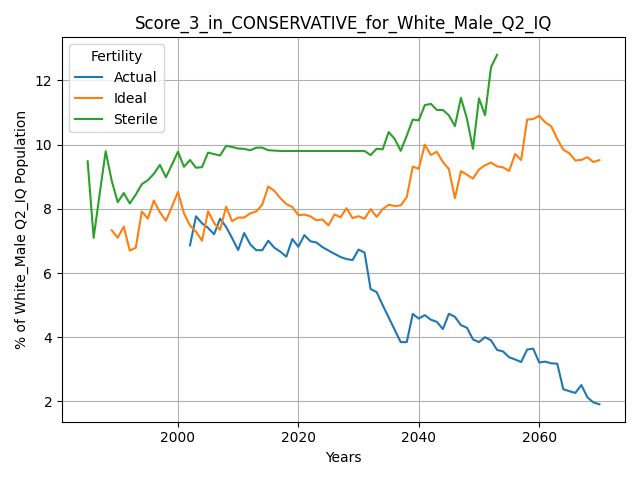 Score_3_in_CONSERVATIVE_for_White_Male_Q2_IQ
Fertility
Actual
Ideal
Sterile
% of White_Male Q2_IQ Population
12
10
8
6
4
2
2000
2020
2040
2060
Years